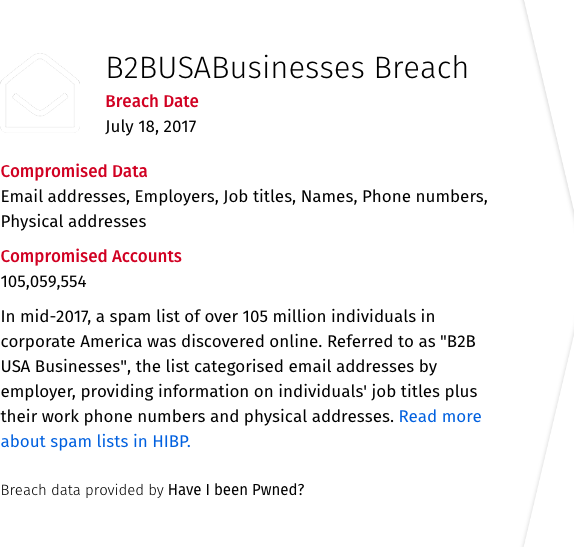 B2BUSABusinesses Breach
Breach Date
July 18, 2017
Compromised Data
Email addresses, Employers, Job titles, Names, Phone numbers,
Physical addresses
Compromised Accounts
105,059,554
In mid-2017, a spam list of over 105 million individuals in
corporate America was discovered online. Referred to as "B2B
USA Businesses", the list categorised email addresses by
employer, providing information on individuals' job titles plus
their work phone numbers and physical addresses. Read more
about spam lists in HIBP.
Breach data provided by Have I been Pwned?